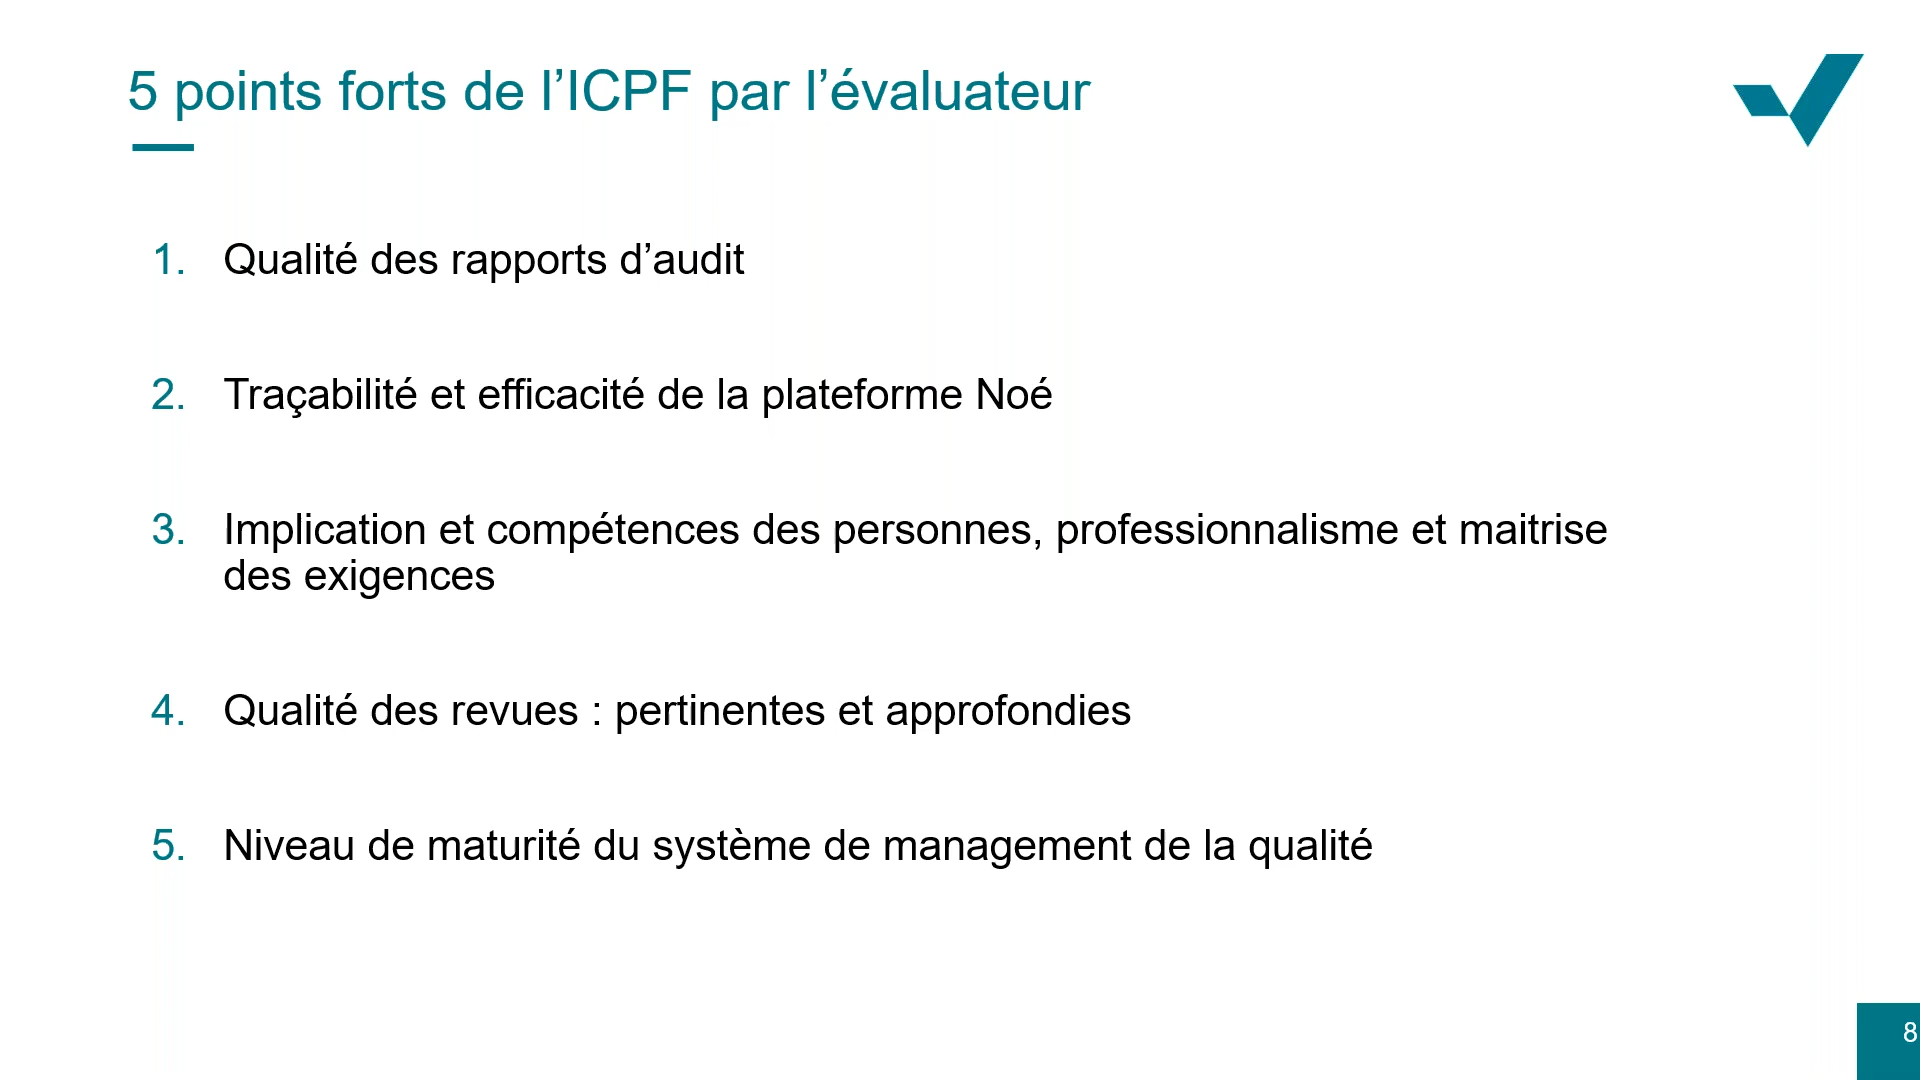 5 points forts de l’ICPF par l’évaluateur
1. Qualité des rapports d’audit
2. Traçabilité et efficacité de la plateforme Noé
3. Implication et compétences des personnes, professionnalisme et maitrise
des exigences
4. Qualité des revues : pertinentes et approfondies
5. Niveau de maturité du système de management de la qualité
8